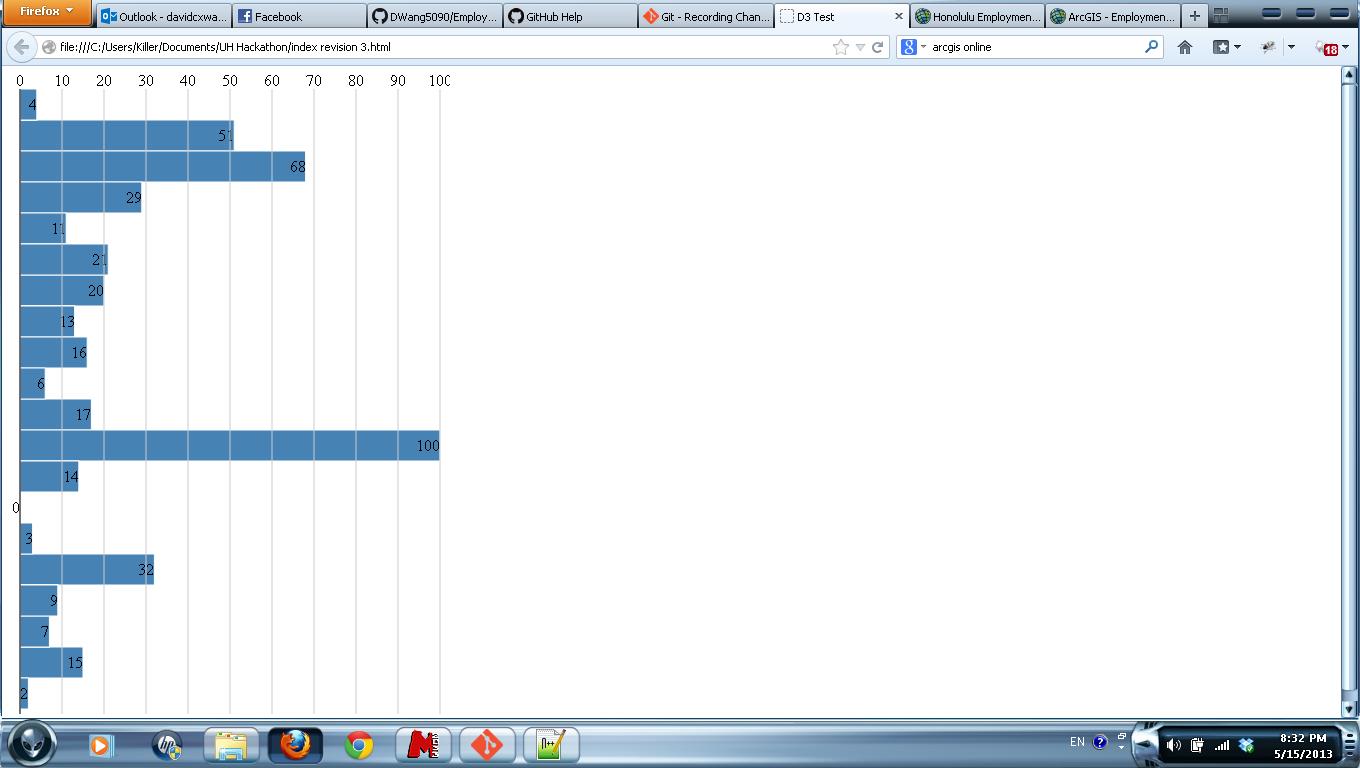 Firefox
Outlook - davidcxwa...
Facebook
DWang5000/Employ...
GitHub Help
Git - Recording Chan...
D3 Test
Honolulu Employmen...
ArcGIS - Employmen...
file:///C:/Users/Killer/Documents/UH Hackathon/index revision 3.html
arcgis online
18
0 10 20 30 40 50 60 70 80 90 100
4
51
68
29
11
21
20
13
16
6
17
100
14
0
3
32
9
7
15
2
EN
8:32 PM
5/15/2013